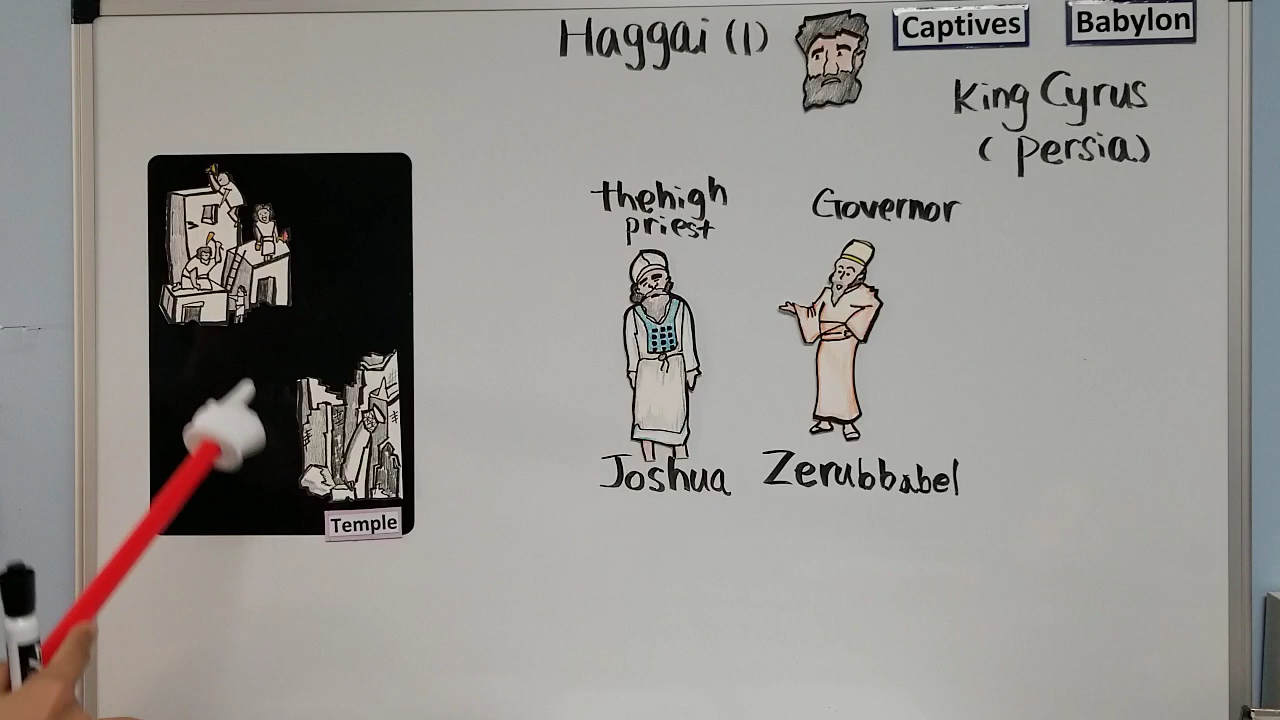 Haggai (1)
Captives
Babylon
King Cyrus
(Persia)
thehigh
priest
Governor
Joshua
Zerubbabel
Temple